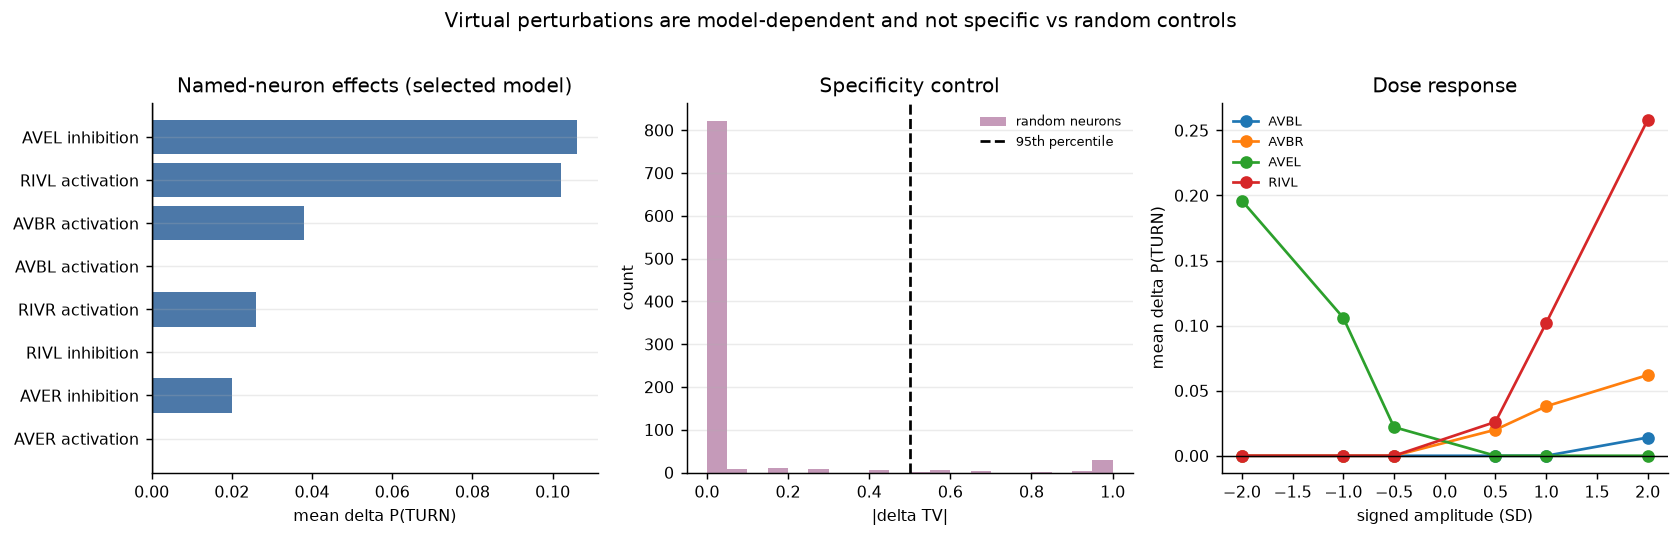 Virtual perturbations are model-dependent and not specific vs random controls
Named-neuron effects (selected model)
AVEL inhibition
RIVL activation
AVBR activation
AVBL activation
RIVR activation
RIVL inhibition
AVER inhibition
AVER activation
0.00 0.02 0.04 0.06 0.08 0.10
mean delta P(TURN)
Specificity control
random neurons
95th percentile
count
800
700
600
500
400
300
200
100
0
0.0 0.2 0.4 0.6 0.8 1.0
|delta TV|
Dose response
AVBL
AVBR
AVEL
RIVL
mean delta P(TURN)
0.25
0.20
0.15
0.10
0.05
0.00
−2.0 −1.5 −1.0 −0.5 0.0 0.5 1.0 1.5 2.0
signed amplitude (SD)